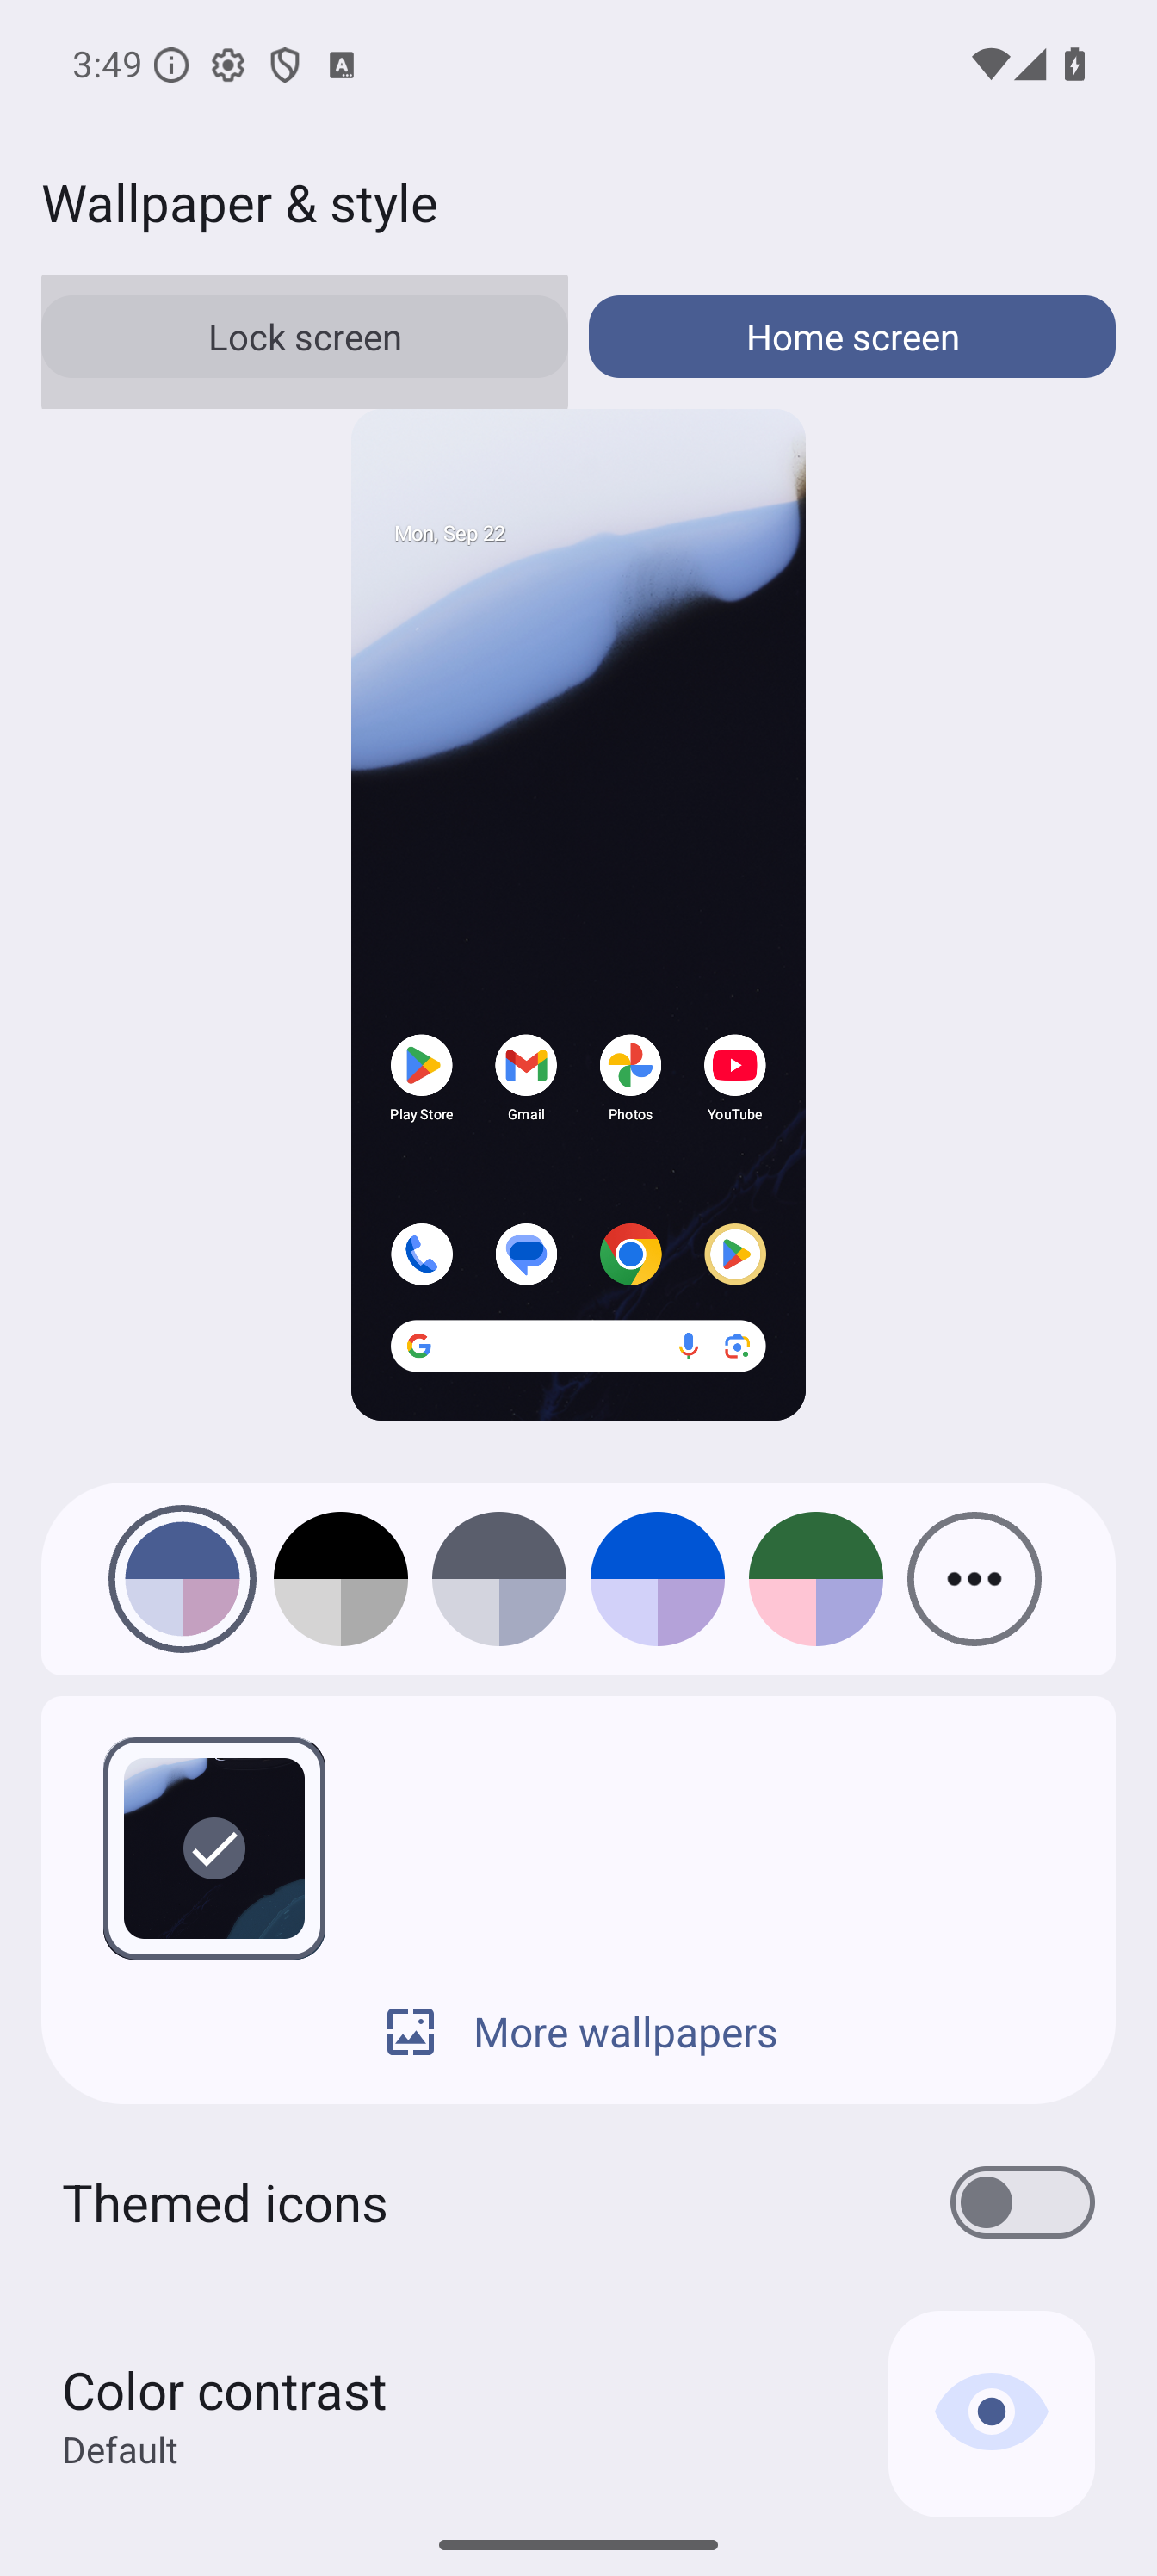 3:49
Wallpaper & style
Lock screen
Home screen
Mon, Sep 22
Play Store
Gmail
Photos
YouTube
More wallpapers
Themed icons
Color contrast
Default